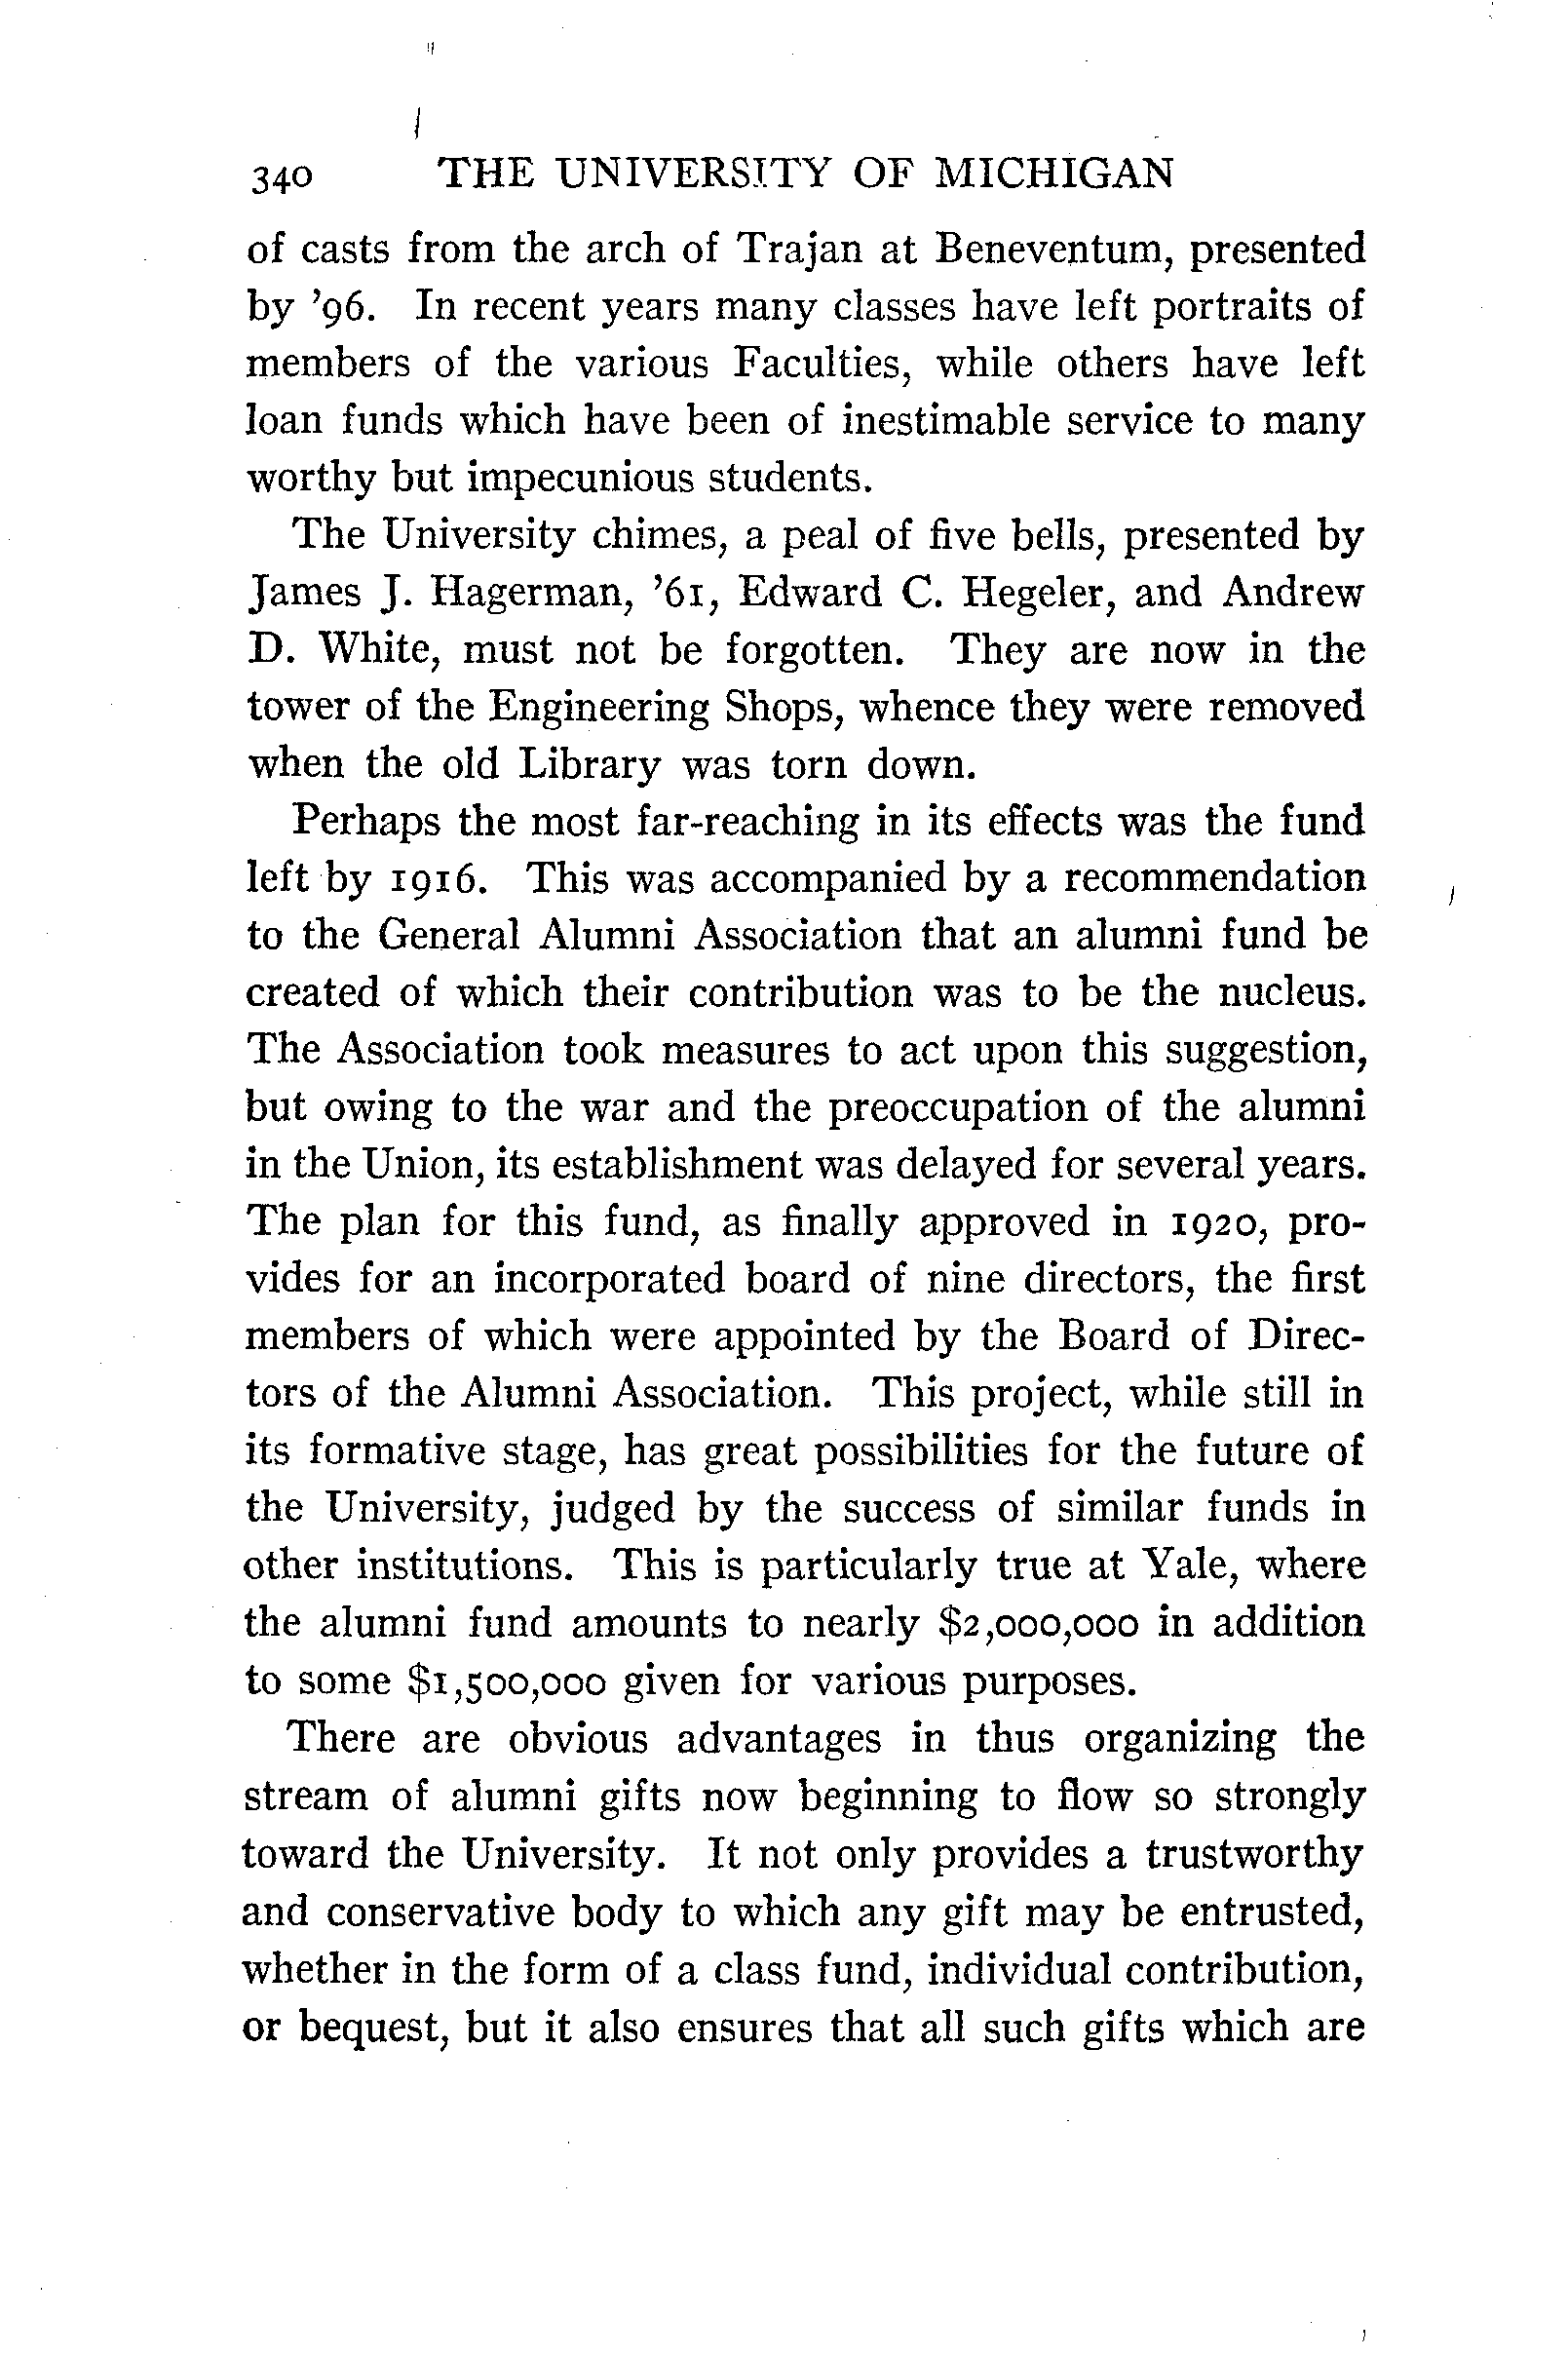 340 THE UNIVERSITY OF MICHIGAN
of casts from the arch of Trajan at Beneventum, presented
by ’96. In recent years many classes have left portraits of
members of the various Faculties, while others have left
loan funds which have been of inestimable service to many
worthy but impecunious students.
The University chimes, a peal of five bells, presented by
James J. Hagerman, ’61, Edward C. Hegeler, and Andrew
D. White, must not be forgotten. They are now in the
tower of the Engineering Shops, whence they were removed
when the old Library was torn down.
Perhaps the most far-reaching in its effects was the fund
left by 1916. This was accompanied by a recommendation
to the General Alumni Association that an alumni fund be
created of which their contribution was to be the nucleus.
The Association took measures to act upon this suggestion,
but owing to the war and the preoccupation of the alumni
in the Union, its establishment was delayed for several years.
The plan for this fund, as finally approved in 1920, pro-
vides for an incorporated board of nine directors, the first
members of which were appointed by the Board of Direc-
tors of the Alumni Association. This project, while still in
its formative stage, has great possibilities for the future of
the University, judged by the success of similar funds in
other institutions. This is particularly true at Yale, where
the alumni fund amounts to nearly $2,000,000 in addition
to some $1,500,000 given for various purposes.
There are obvious advantages in thus organizing the
stream of alumni gifts now beginning to flow so strongly
toward the University. It not only provides a trustworthy
and conservative body to which any gift may be entrusted,
whether in the form of a class fund, individual contribution,
or bequest, but it also ensures that all such gifts which are